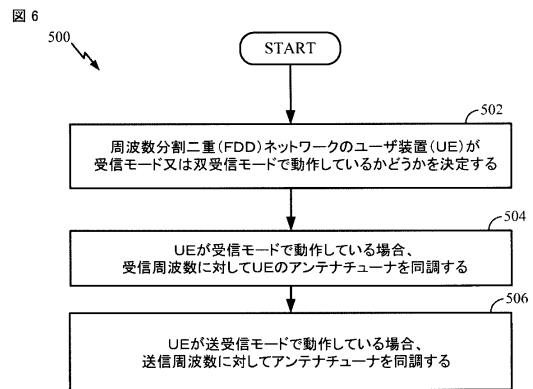 図 6
500
START
502
周波数分割二重(FDD)ネットワークのユーザ装置(UE)が
受信モード又は双受信モードで動作しているかどうかを決定する
504
UEが受信モードで動作している場合、
受信周波数に対してUEのアンテナチューナを同調する
506
UEが送受信モードで動作している場合、
送信周波数に対してアンテナチューナを同調する